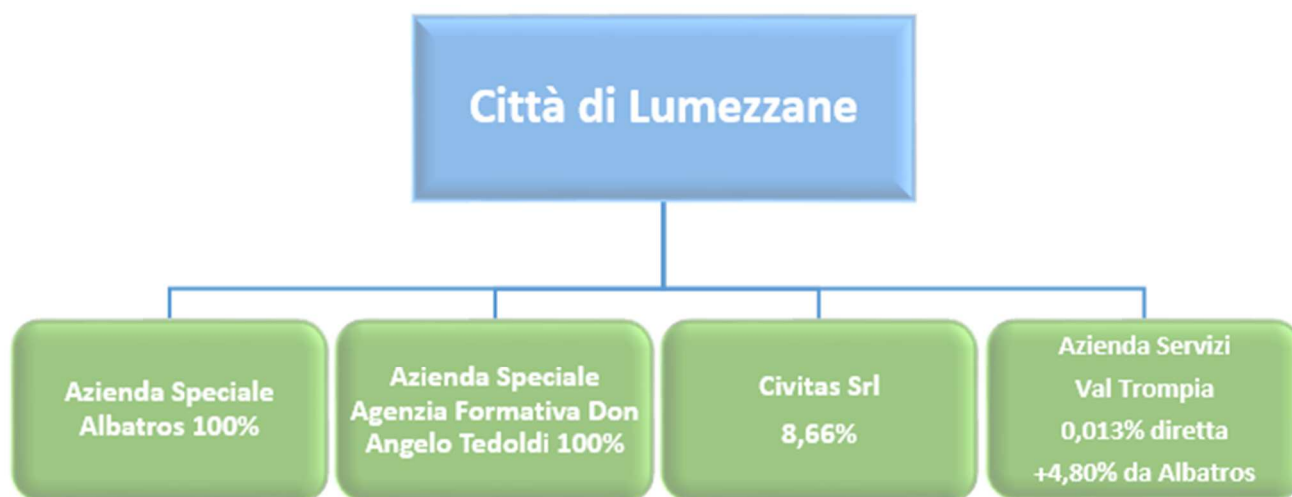 Città di Lumezzane
Azienda Speciale
Albatros 100%
Azienda Speciale
Agenzia Formativa Don
Angelo Tedoldi 100%
Civitas Srl
8,66%
Azienda Servizi
Val Trompia
0,013% diretta
+4,80% da Albatros